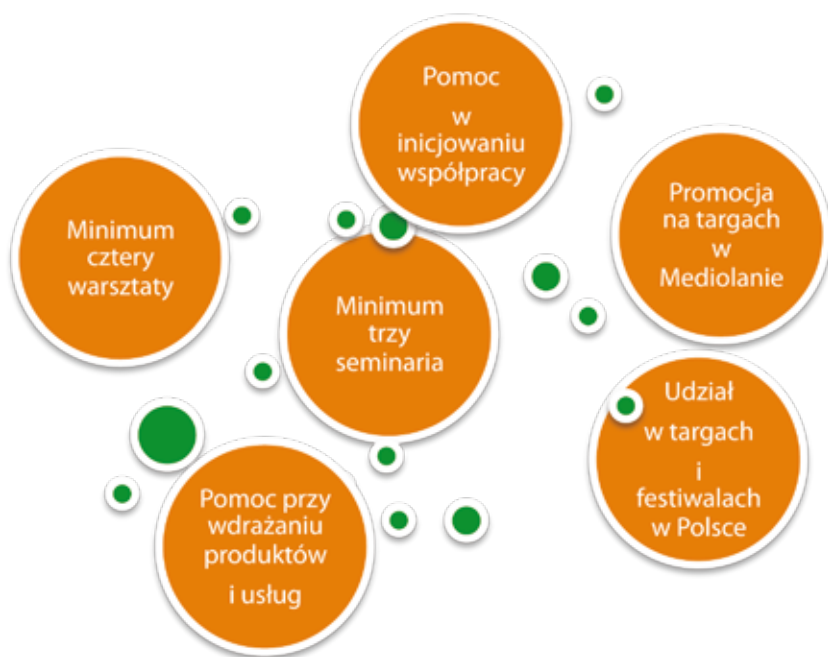 Pomoc
w
inicjowaniu
współpracy
Minimum
cztery
warsztaty
Promocja
na targach
w
Mediolanie
Minimum
trzy
seminaria
Udział
w targach
i
festiwalach
w Polsce
Pomoc przy
wdrażaniu
produktów
i usług